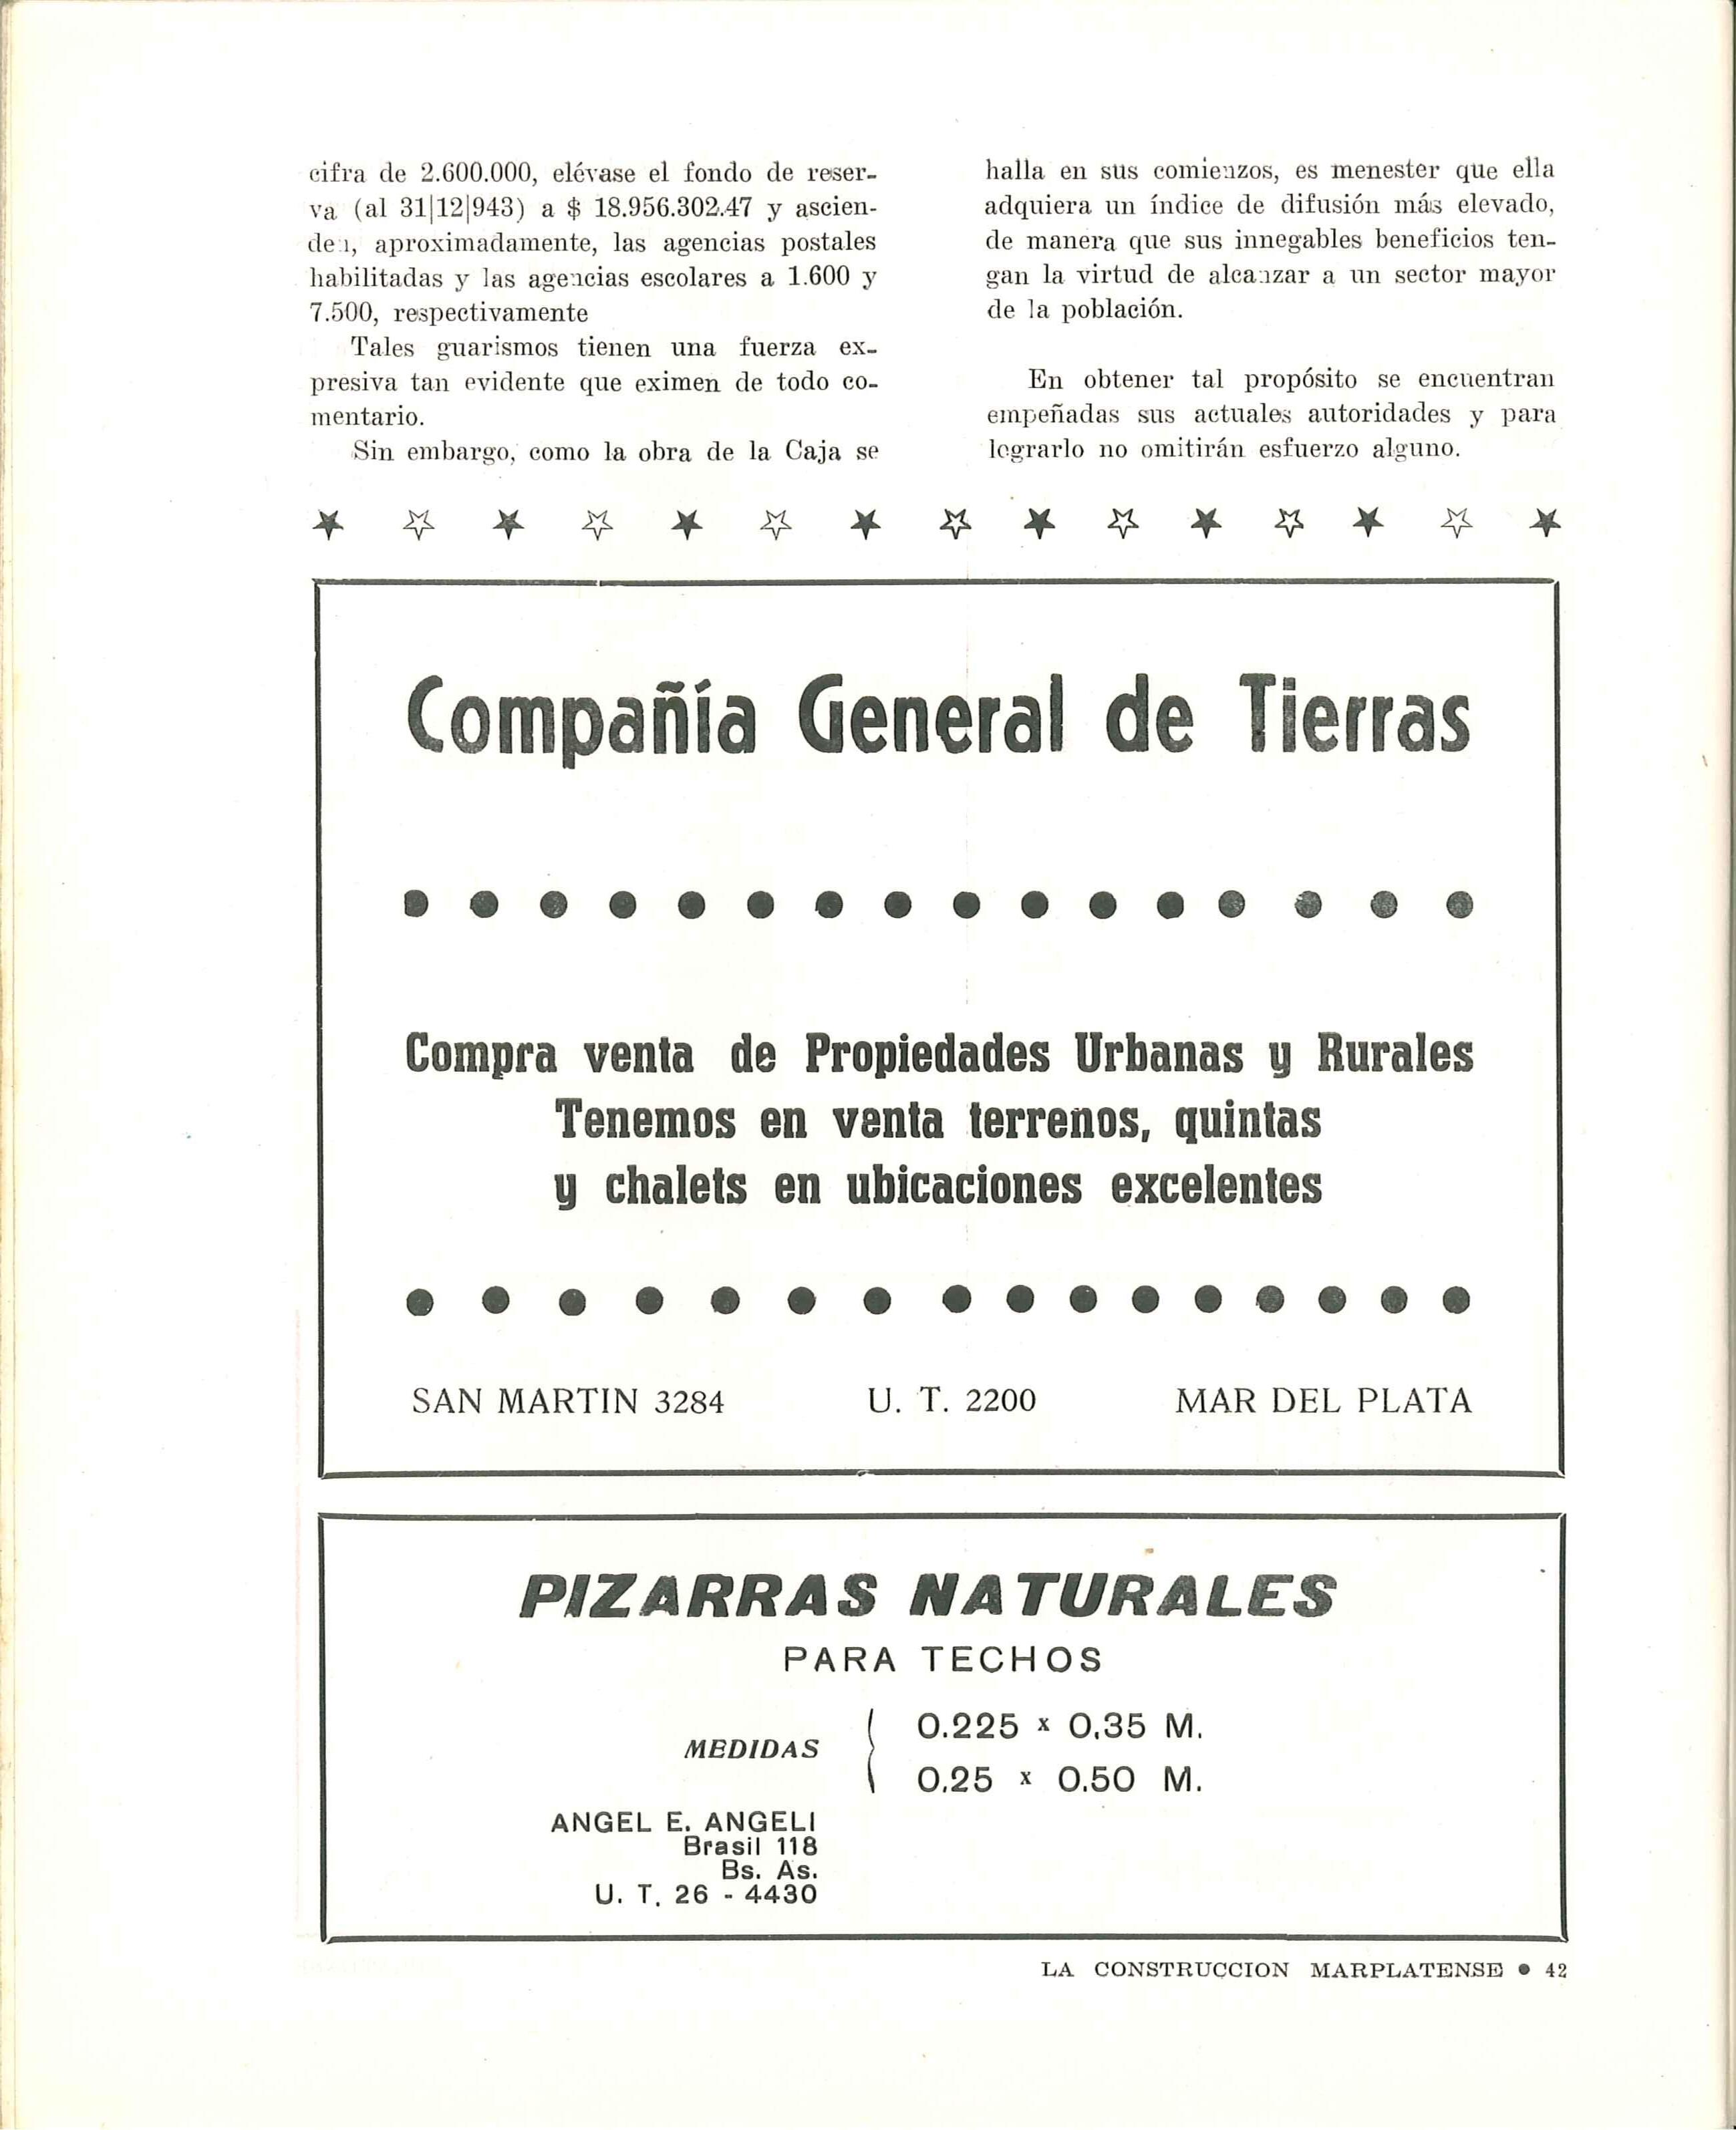 cifra de 2.600.000, elévase el fondo de reser-
va (al 31|12|943) a $ 18.956.302.47 y ascien-
den, aproximadamente, las agencias postales
habilitadas y las agencias escolares a 1.600 y
7.500, respectivamente
Tales guarismos tienen una fuerza ex-
presiva tan evidente que eximen de todo co-
mentario.
Sin embargo, como la obra de la Caja se
halla en sus comienzos, es menester que ella
adquiera un índice de difusión más elevado,
de manera que sus innegables beneficios ten-
gan la virtud de alcanzar a un sector mayor
de la población.
En obtener tal propósito se encuentran
empeñadas sus actuales autoridades y para
lograrlo no omitirán esfuerzo alguno.
Compañía General de Tierras
Compra venta de Propiedades Urbanas y Rurales
Tenemos en venta terrenos, quintas
y chalets en ubicaciones excelentes
SAN MARTIN 3284 U. T. 2200 MAR DEL PLATA
PIZARRAS NATURALES
PARA TECHOS
MEDIDAS
0.225 x 0.35 M.
0.25 x 0.50 M.
ANGEL E. ANGELI
Brasil 118
Bs. As.
U. T. 26 - 4430
LA CONSTRUCCION MARPLATENSE ● 42